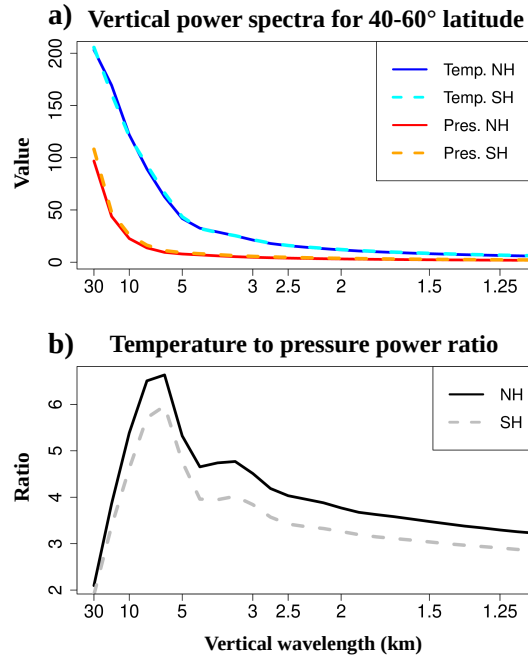 a) Vertical power spectra for 40-60° latitude
Value
200
150
100
50
0
Temp. NH
Temp. SH
Pres. NH
Pres. SH
30 10 5 3 2.5 2 1.5 1.25
b) Temperature to pressure power ratio
Ratio
6
5
4
3
2
NH
SH
30 10 5 3 2.5 2 1.5 1.25
Vertical wavelength (km)